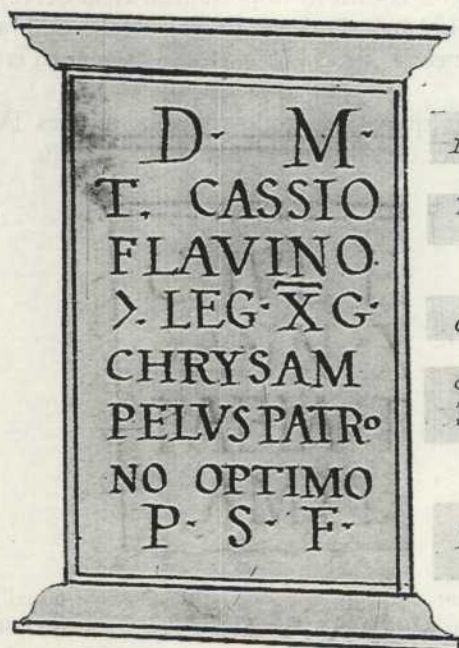 D· M·
T. CASSIO
FLAVINO·
>. LEG· X̅ G·
CHRYSAM
PELVS PATRo
NO OPTIMO
P· S· F·